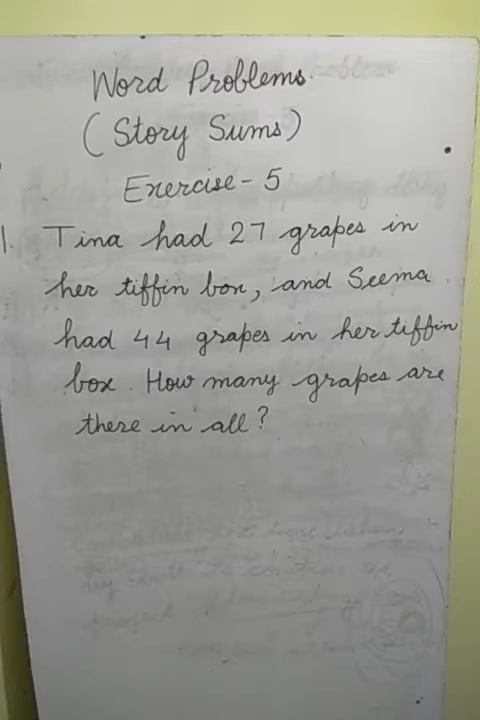 Word Problems.
(Story Sums)
Exercise - 5
1. Tina had 27 grapes in
her tiffin box, and Seema
had 44 grapes in her tiffin
box. How many grapes are
there in all?